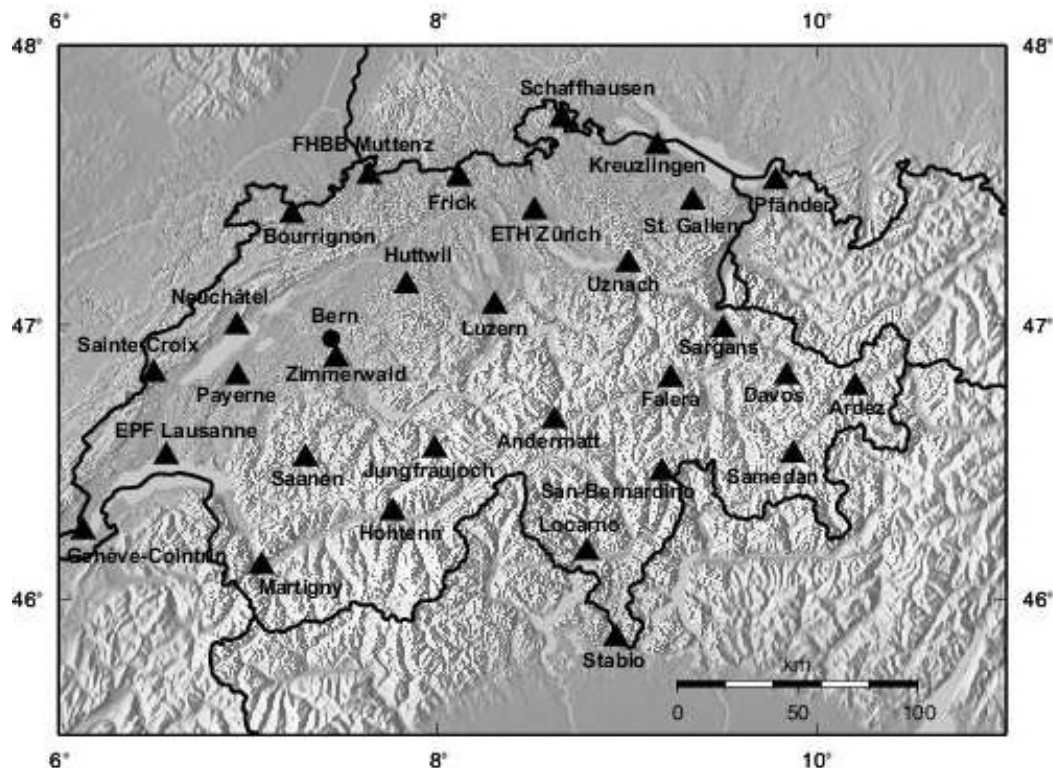 6° 8° 10°
48° 48°
Schaffhausen
FHBB Muttenz
Kreuzlingen
Frick
Pfänder
St. Gallen
ETH Zürich
Bourrignon
Huttwil
Uznach
Neuchâtel
Bern
Luzern
47° 47°
Sainte-Croix
Sargans
Zimmerwald
Payerne
Falera
Davos
Ardez
EPF Lausanne
Andermatt
Jungfraujoch
Saanen
Samedan
San-Bernardino
Locarno
Hohtenn
Genève-Cointrin
Martigny
46° 46°
Stabio
km
0 50 100
6° 8° 10°